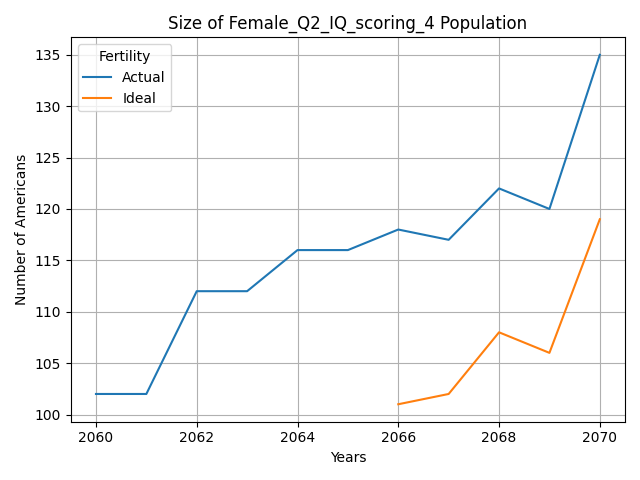 Size of Female_Q2_IQ_scoring_4 Population
Fertility
Actual
Ideal
Number of Americans
135
130
125
120
115
110
105
100
2060 2062 2064 2066 2068 2070
Years